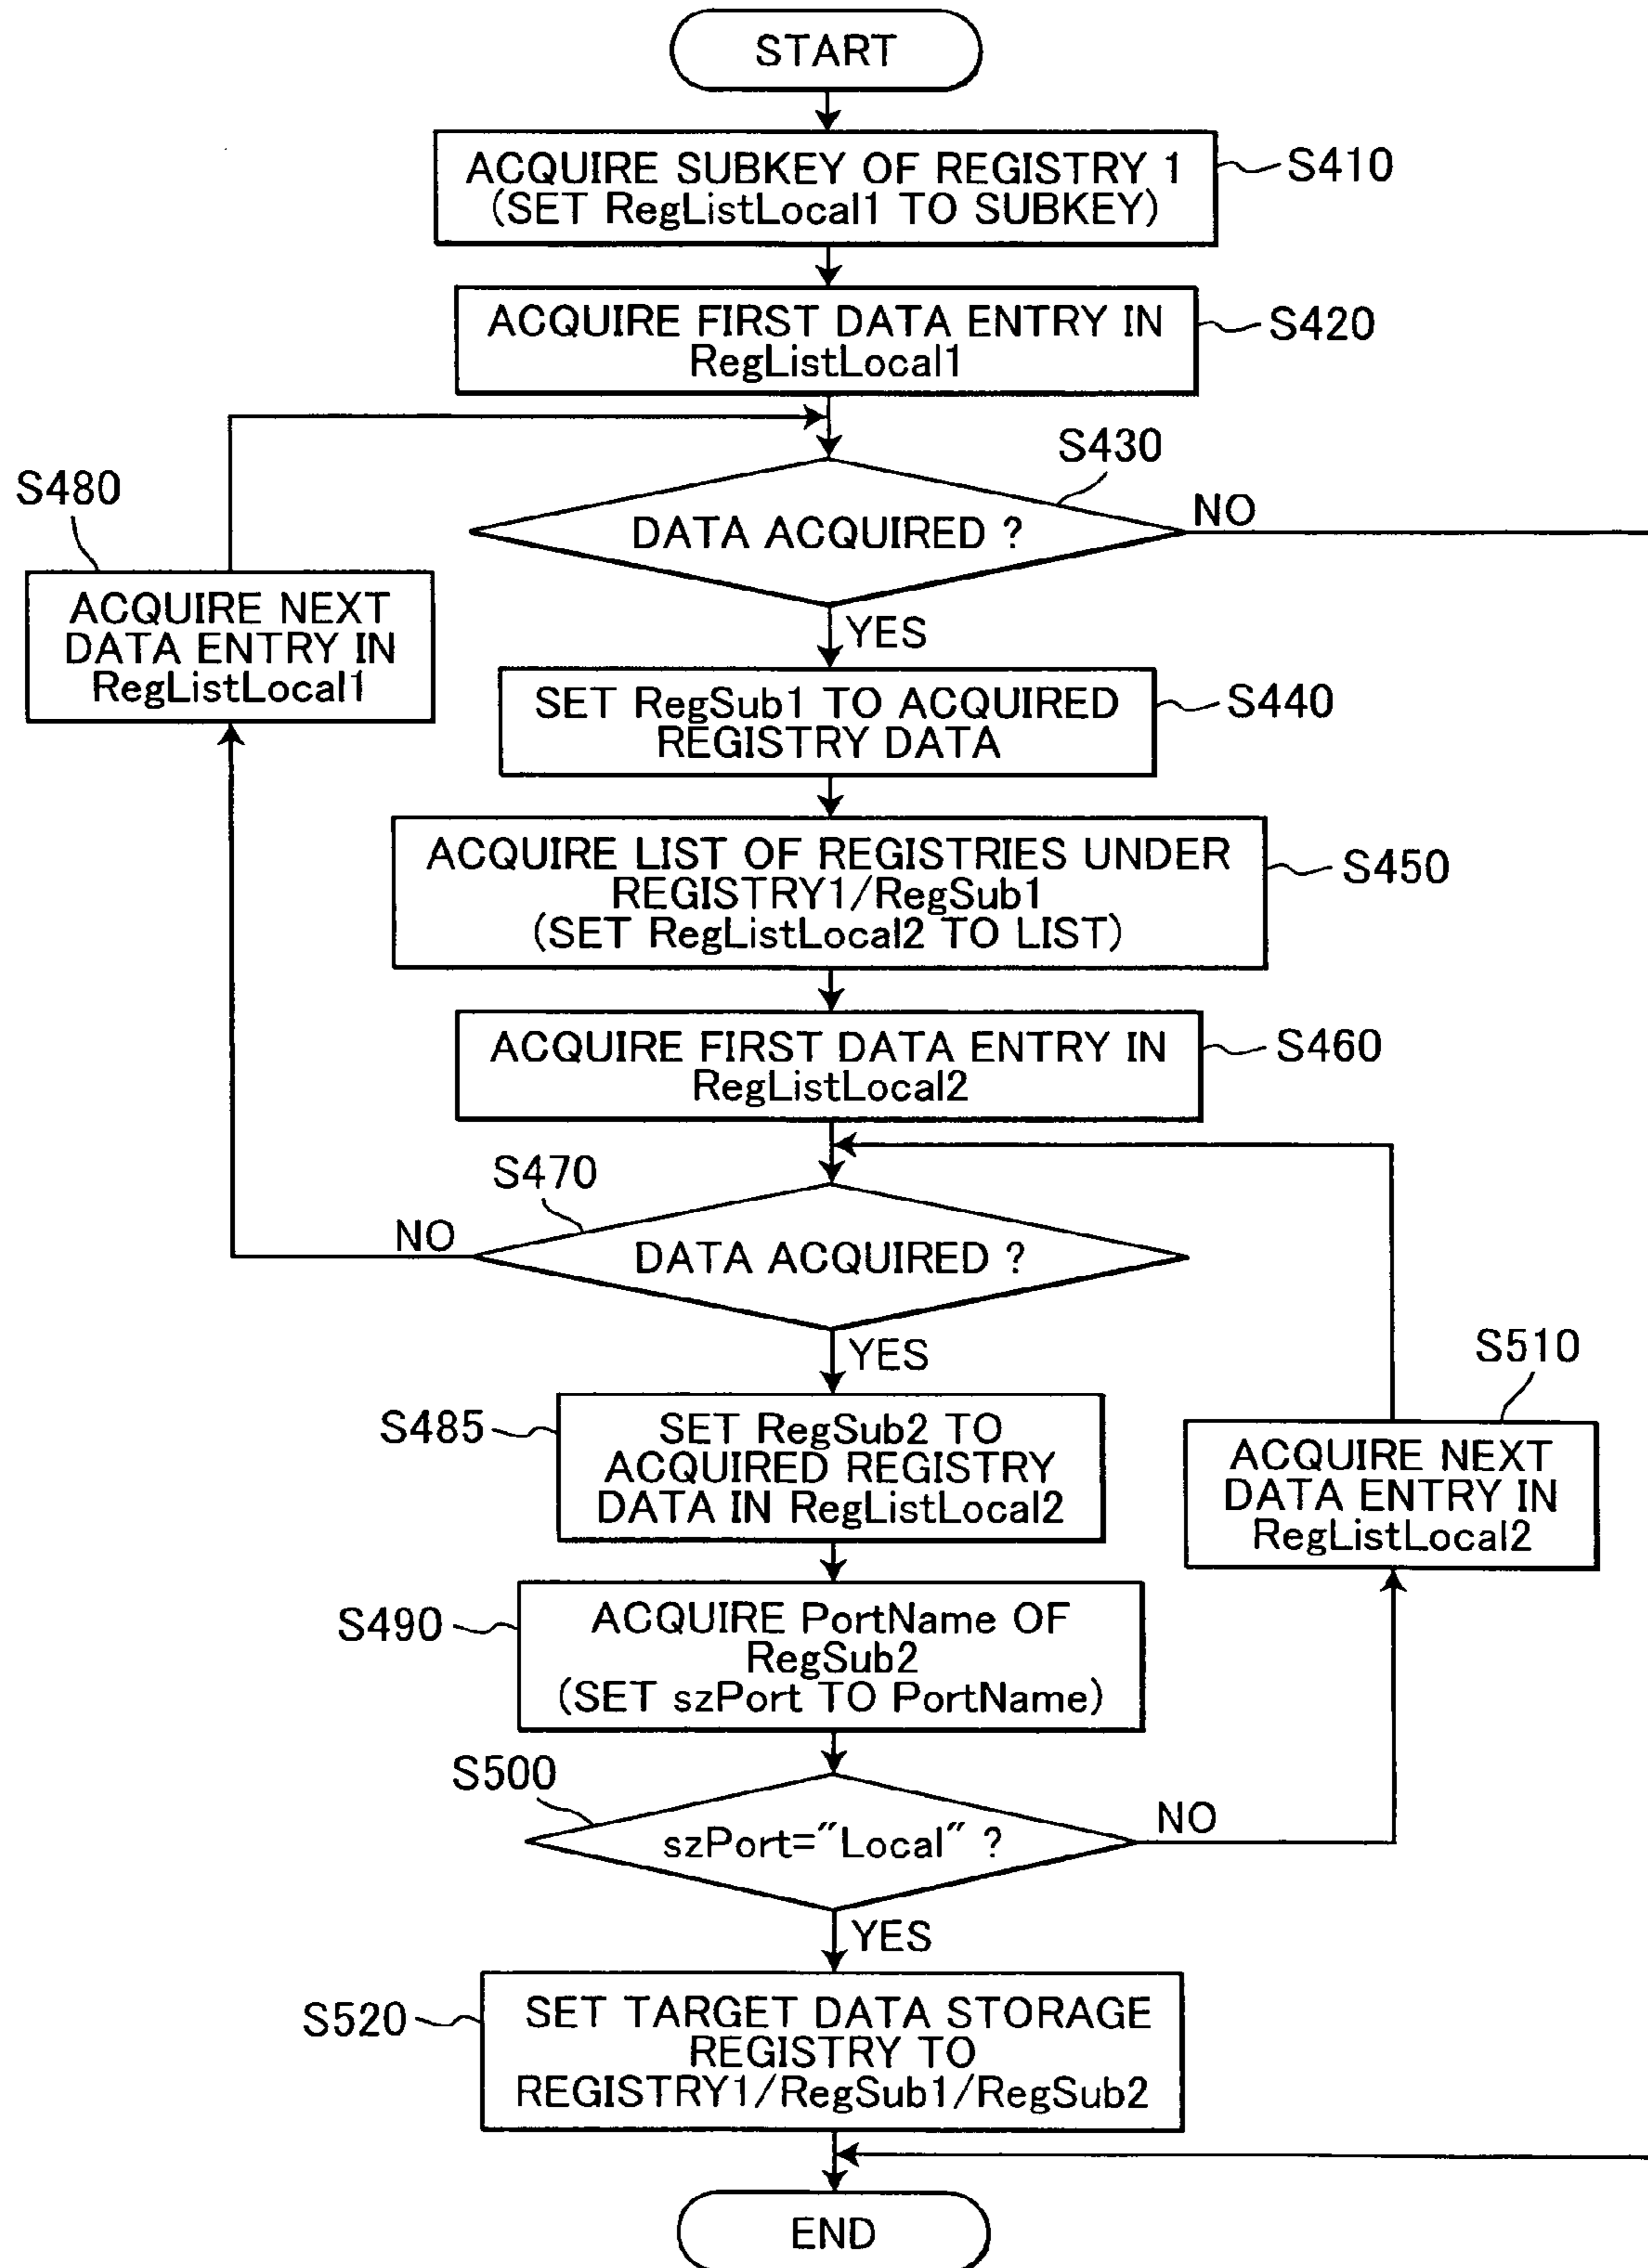 START
ACQUIRE SUBKEY OF REGISTRY 1
(SET RegListLocal1 TO SUBKEY)
S410
ACQUIRE FIRST DATA ENTRY IN
RegListLocal1
S420
S430
DATA ACQUIRED ?
NO
YES
S480
ACQUIRE NEXT
DATA ENTRY IN
RegListLocal1
SET RegSub1 TO ACQUIRED
REGISTRY DATA
S440
ACQUIRE LIST OF REGISTRIES UNDER
REGISTRY1/RegSub1
(SET RegListLocal2 TO LIST)
S450
ACQUIRE FIRST DATA ENTRY IN
RegListLocal2
S460
S470
NO
DATA ACQUIRED ?
YES
S485
SET RegSub2 TO
ACQUIRED REGISTRY
DATA IN RegListLocal2
S510
ACQUIRE NEXT
DATA ENTRY IN
RegListLocal2
S490
ACQUIRE PortName OF
RegSub2
(SET szPort TO PortName)
S500
szPort="Local" ?
NO
YES
S520
SET TARGET DATA STORAGE
REGISTRY TO
REGISTRY1/RegSub1/RegSub2
END